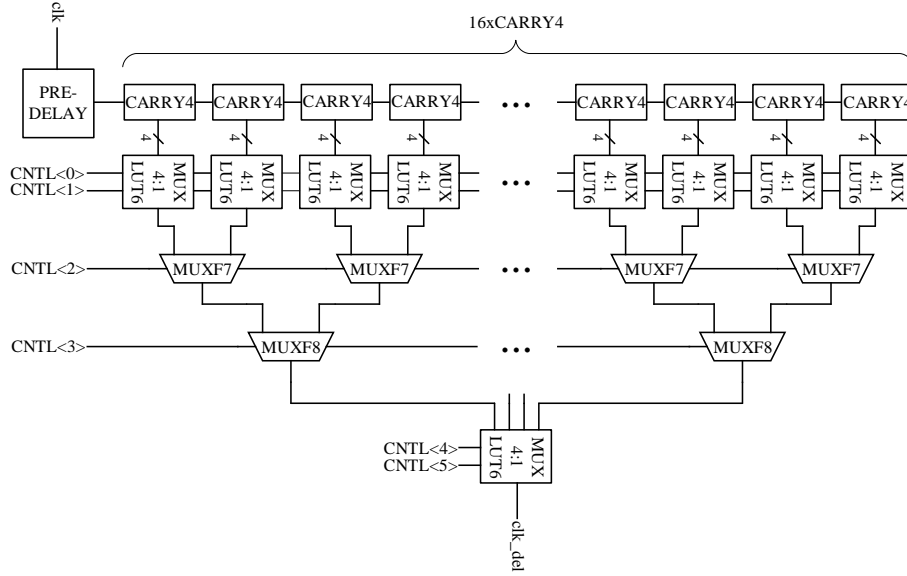 clk
16xCARRY4
PRE-
DELAY
CARRY4 CARRY4 CARRY4 CARRY4 ••• CARRY4 CARRY4 CARRY4 CARRY4
4 4 4 4 4 4 4 4
CNTL<0>
CNTL<1>
LUT6 4:1 MUX LUT6 4:1 MUX LUT6 4:1 MUX LUT6 4:1 MUX ••• LUT6 4:1 MUX LUT6 4:1 MUX LUT6 4:1 MUX LUT6 4:1 MUX
CNTL<2> MUXF7 MUXF7 ••• MUXF7 MUXF7
CNTL<3> MUXF8 ••• MUXF8
CNTL<4>
CNTL<5>
LUT6 4:1 MUX
clk_del